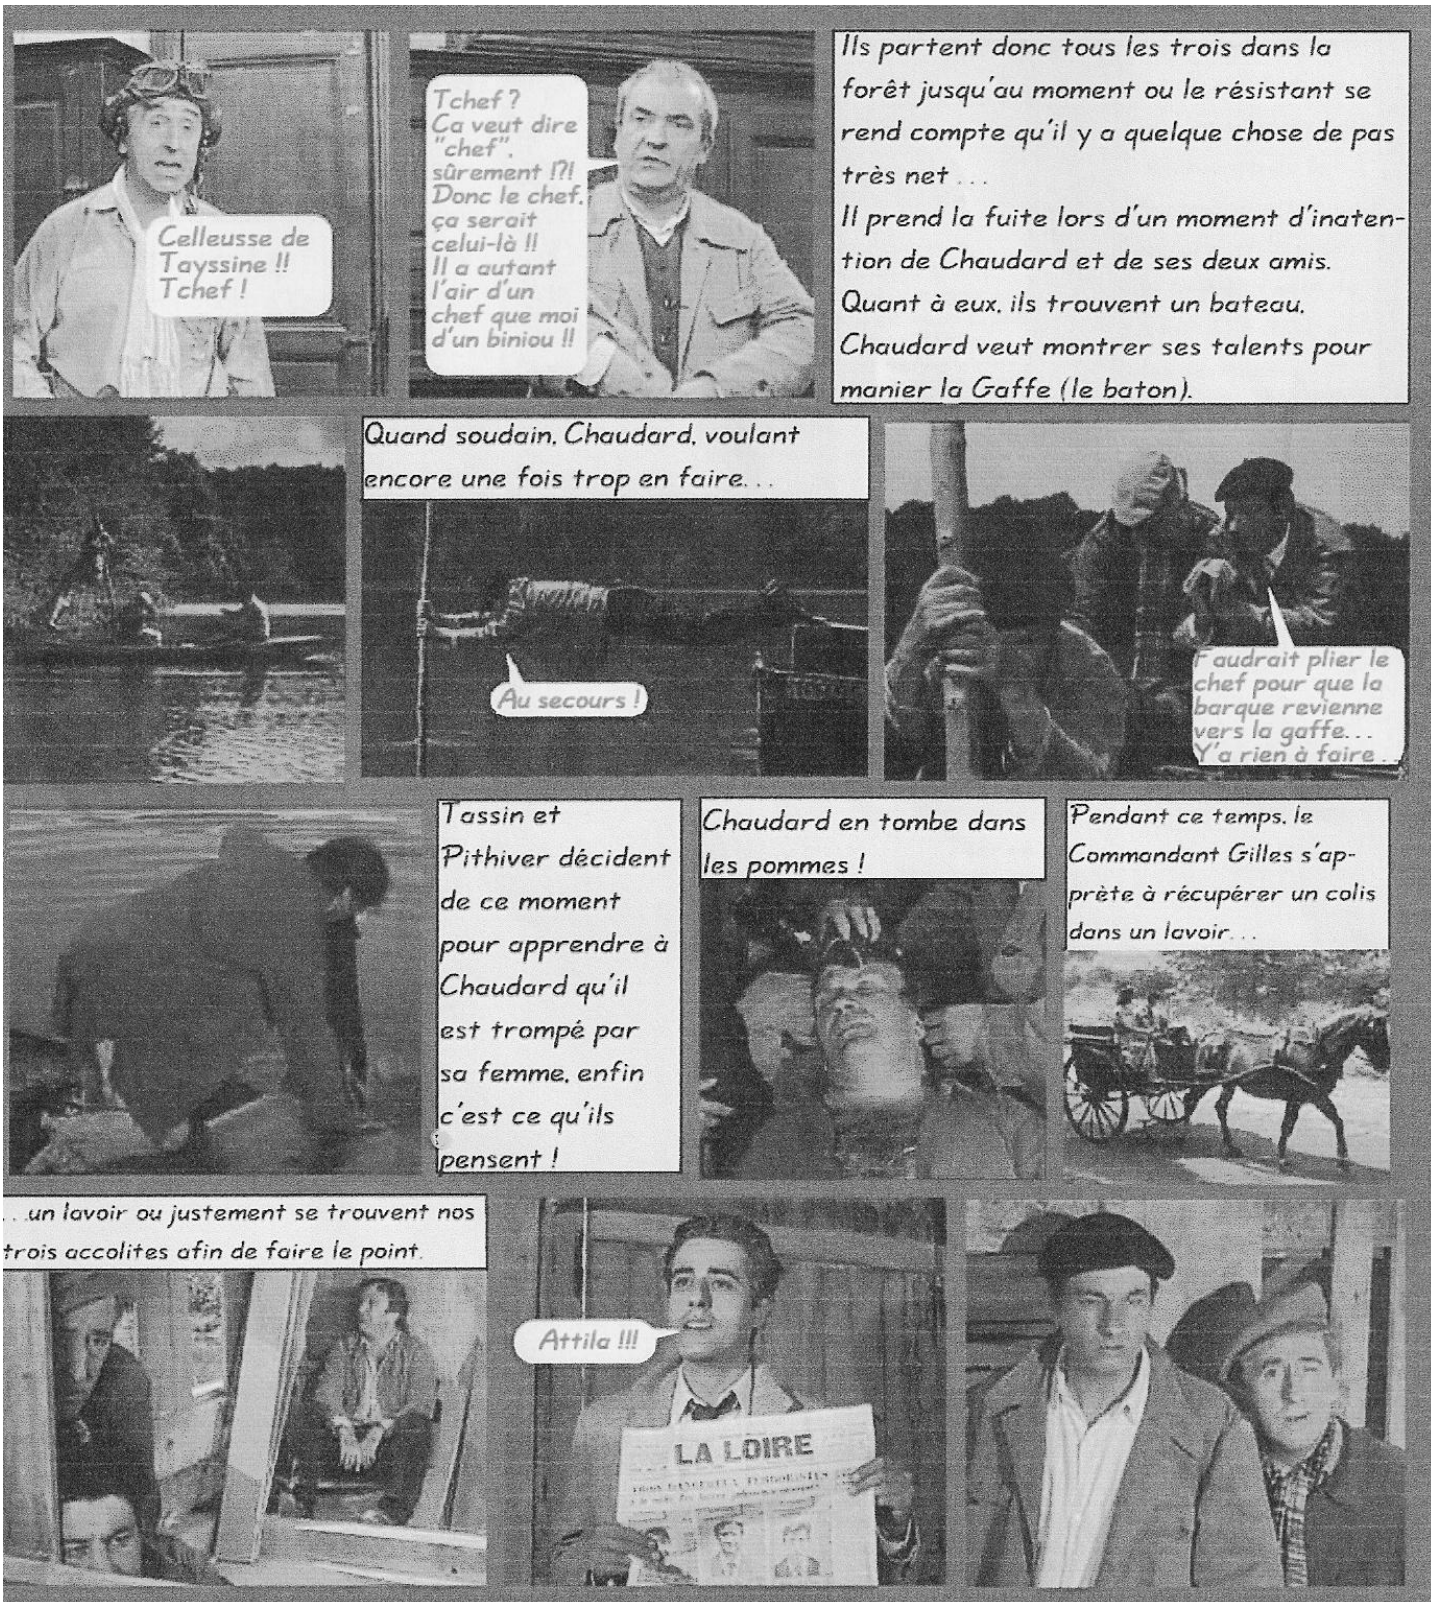 Celleusse de
Tayssine !!
Tchef !
Tchef ?
Ca veut dire
"chef",
sûrement !?!
Donc le chef,
ça serait
celui-là !!
Il a autant
l'air d'un
chef que moi
d'un biniou !!
Ils partent donc tous les trois dans la
forêt jusqu'au moment ou le résistant se
rend compte qu'il y a quelque chose de pas
très net ...
Il prend la fuite lors d'un moment d'inaten-
tion de Chaudard et de ses deux amis.
Quant à eux, ils trouvent un bateau,
Chaudard veut montrer ses talents pour
manier la Gaffe (le baton).
Quand soudain, Chaudard, voulant
encore une fois trop en faire...
Au secours !
Faudrait plier le
chef pour que la
barque revienne
vers la gaffe...
Y'a rien à faire ..
Tassin et
Pithiver décident
de ce moment
pour apprendre à
Chaudard qu'il
est trompé par
sa femme, enfin
c'est ce qu'ils
pensent !
Chaudard en tombe dans
les pommes !
Pendant ce temps, le
Commandant Gilles s'ap-
prète à récupérer un colis
dans un lavoir...
...un lavoir ou justement se trouvent nos
trois accolites afin de faire le point.
Attila !!!
LA LOIRE